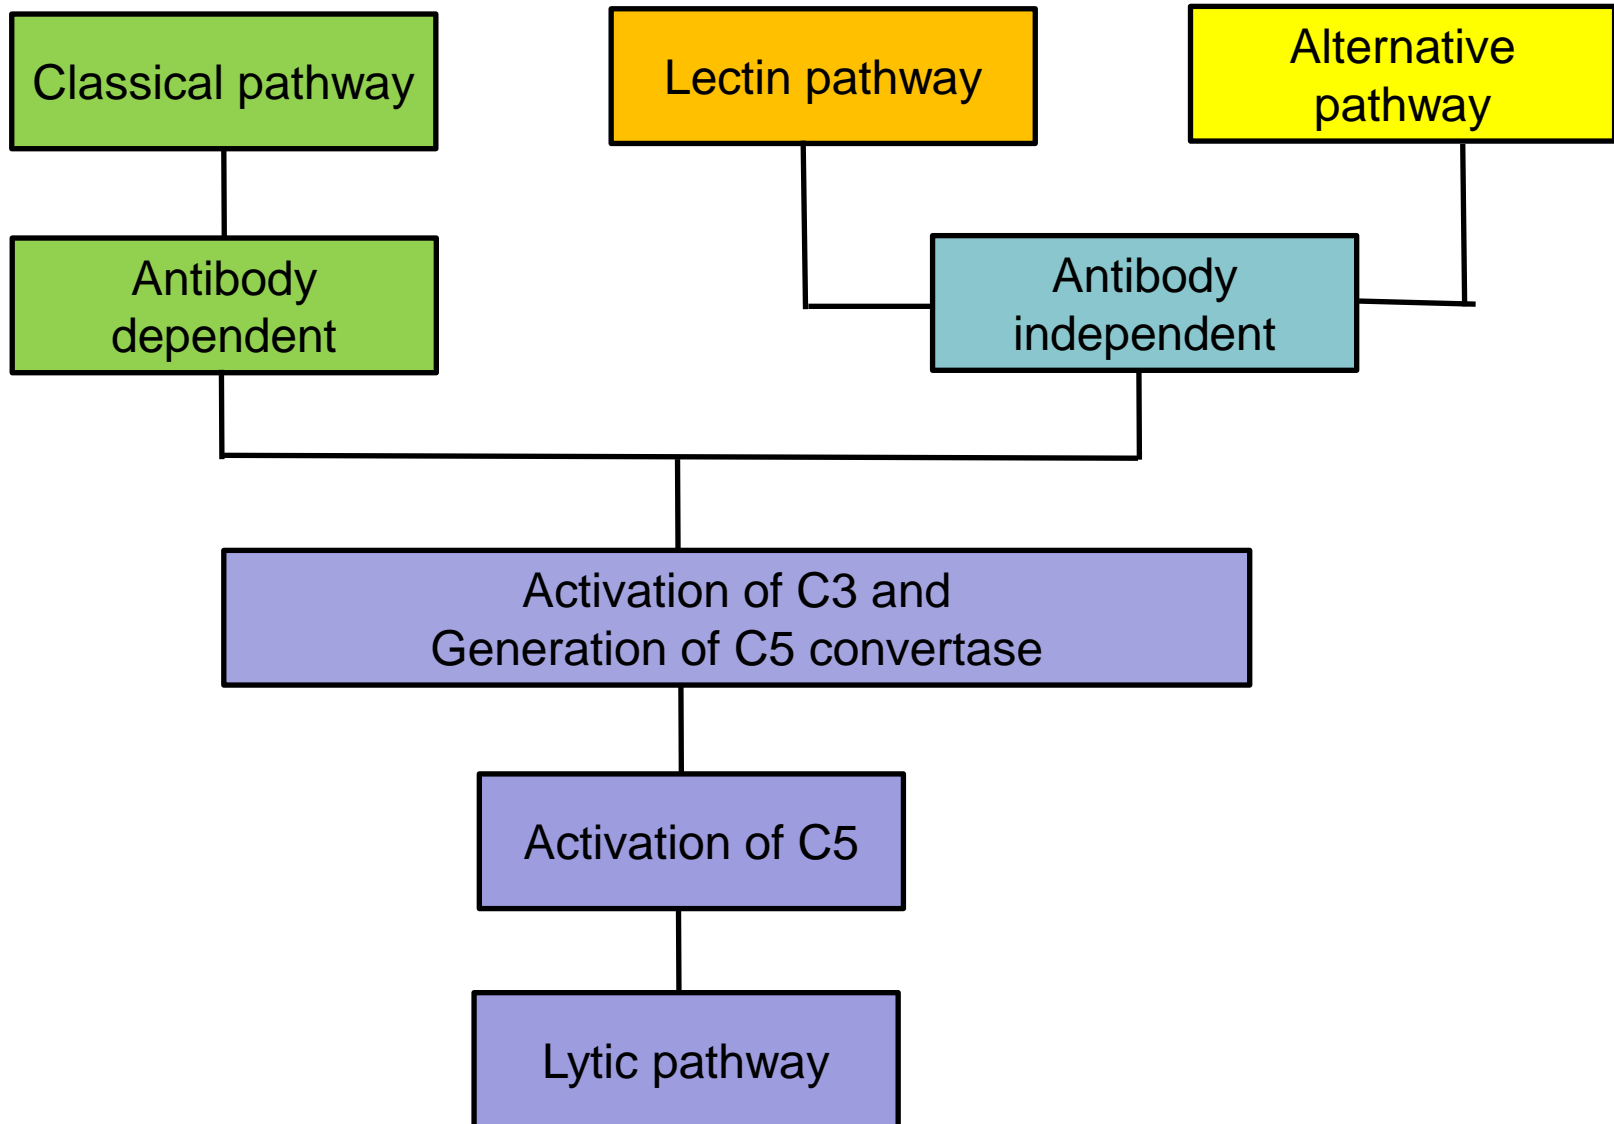 Classical pathway
Lectin pathway
Alternative
pathway
Antibody
dependent
Antibody
independent
Activation of C3 and
Generation of C5 convertase
Activation of C5
Lytic pathway